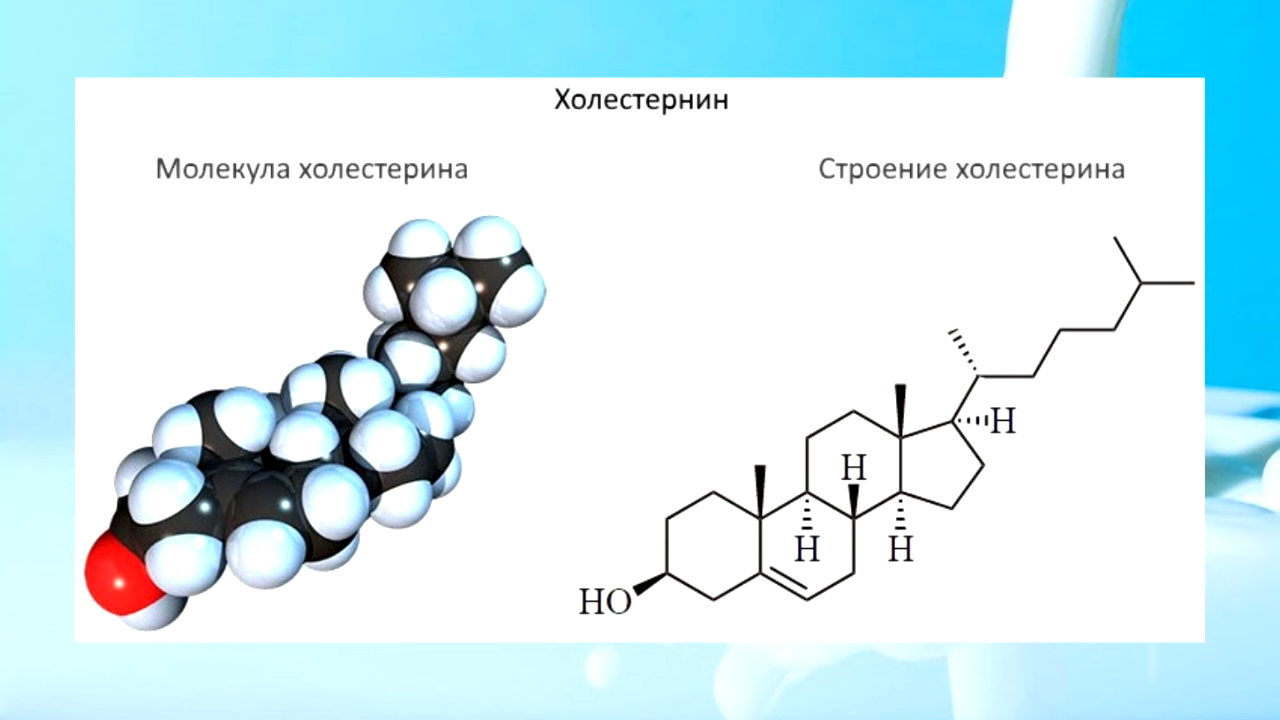 Холестернин
Молекула холестерина
Строение холестерина
H
H
H
H
HO